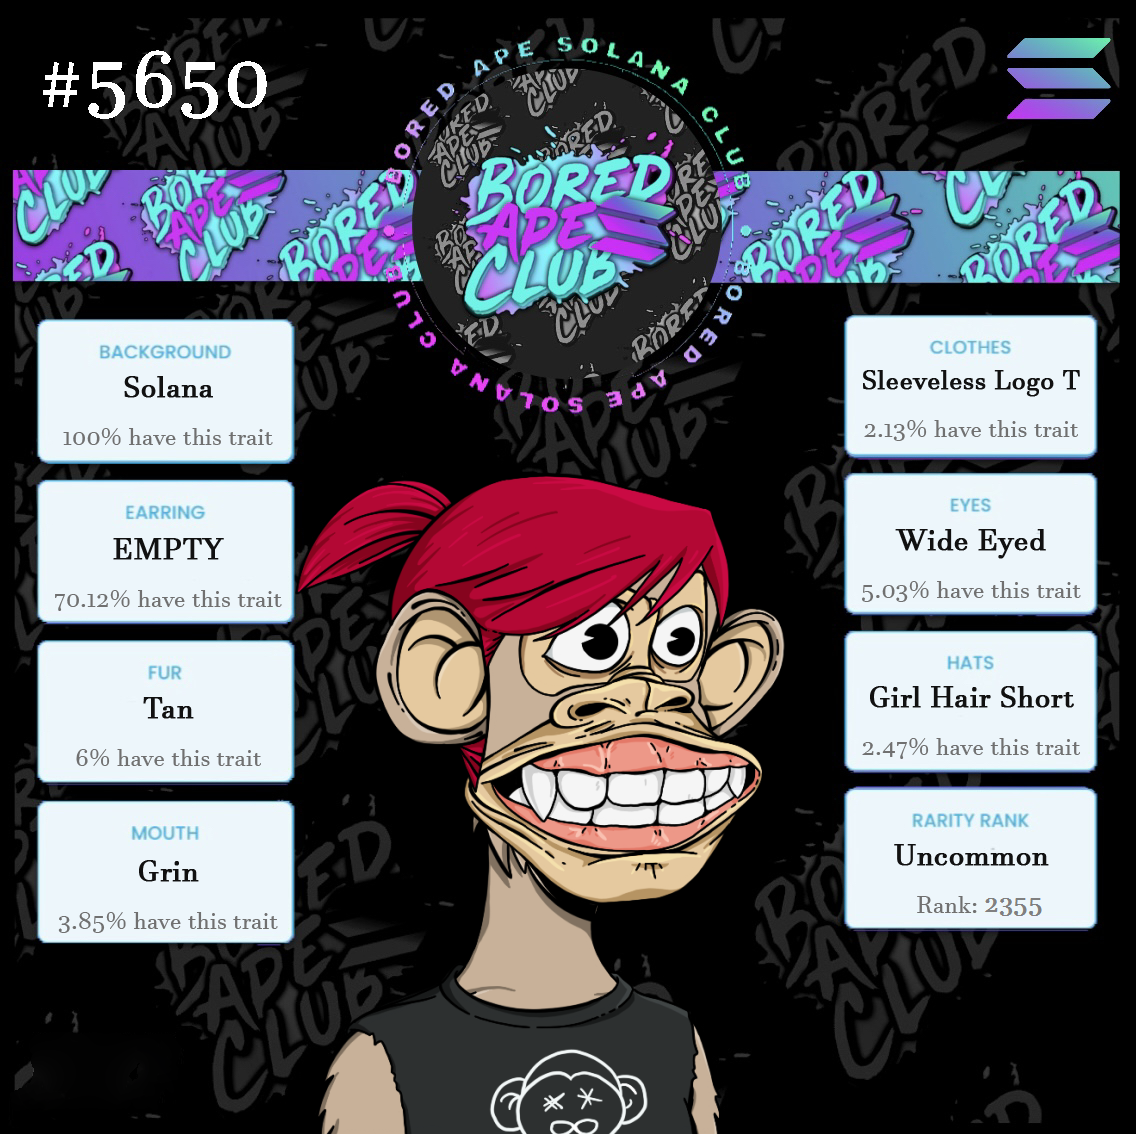 #5650
BORED APE SOLANA CLUB
BORED APE SOLANA CLUB
BORED
APE
CLUB
BACKGROUND
Solana
100% have this trait
EARRING
EMPTY
70.12% have this trait
FUR
Tan
6% have this trait
MOUTH
Grin
3.85% have this trait
CLOTHES
Sleeveless Logo T
2.13% have this trait
EYES
Wide Eyed
5.03% have this trait
HATS
Girl Hair Short
2.47% have this trait
RARITY RANK
Uncommon
Rank: 2355